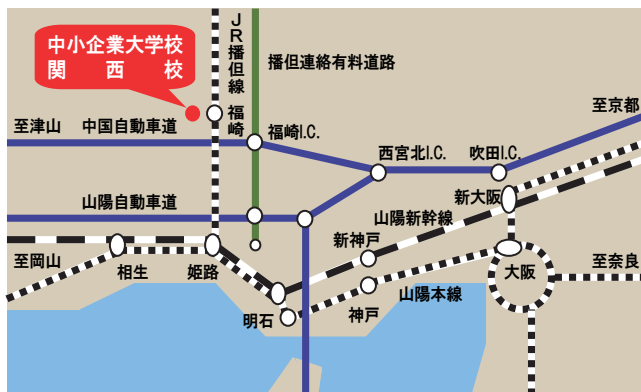 中小企業大学校
関西校
JR播但線
播但連絡有料道路
福崎
至津山
中国自動車道
福崎I.C.
至京都
西宮北I.C.
吹田I.C.
山陽自動車道
新大阪
山陽新幹線
至岡山
相生
姫路
新神戸
大阪
至奈良
明石
神戸
山陽本線